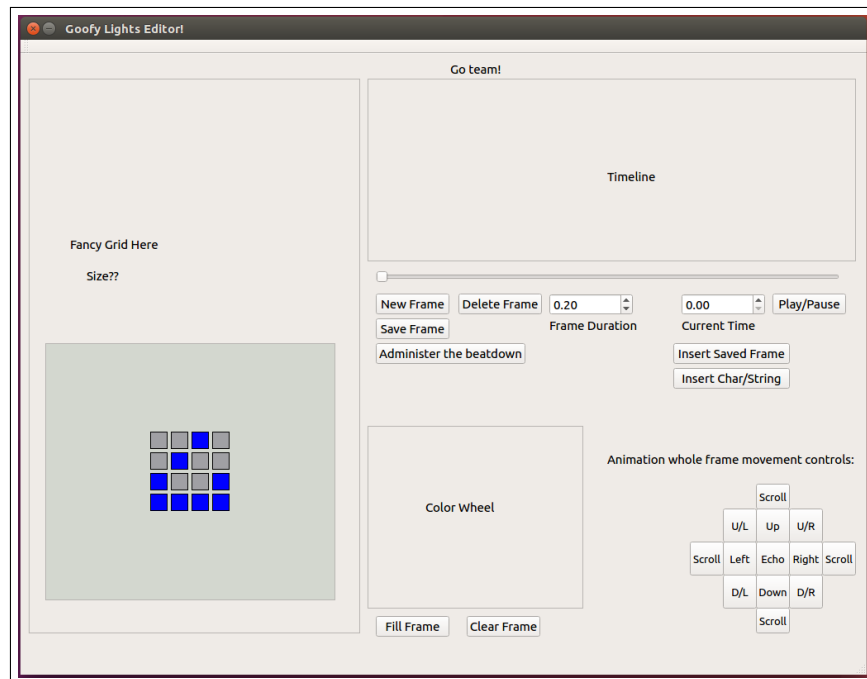 Goofy Lights Editor!
Go team!
Timeline
Fancy Grid Here
Size??
New Frame Delete Frame 0.20 0.00 Play/Pause
Save Frame Frame Duration Current Time
Administer the beatdown Insert Saved Frame
Insert Char/String
Color Wheel
Animation whole frame movement controls:
Scroll
U/L Up U/R
Scroll Left Echo Right Scroll
D/L Down D/R
Scroll
Fill Frame Clear Frame